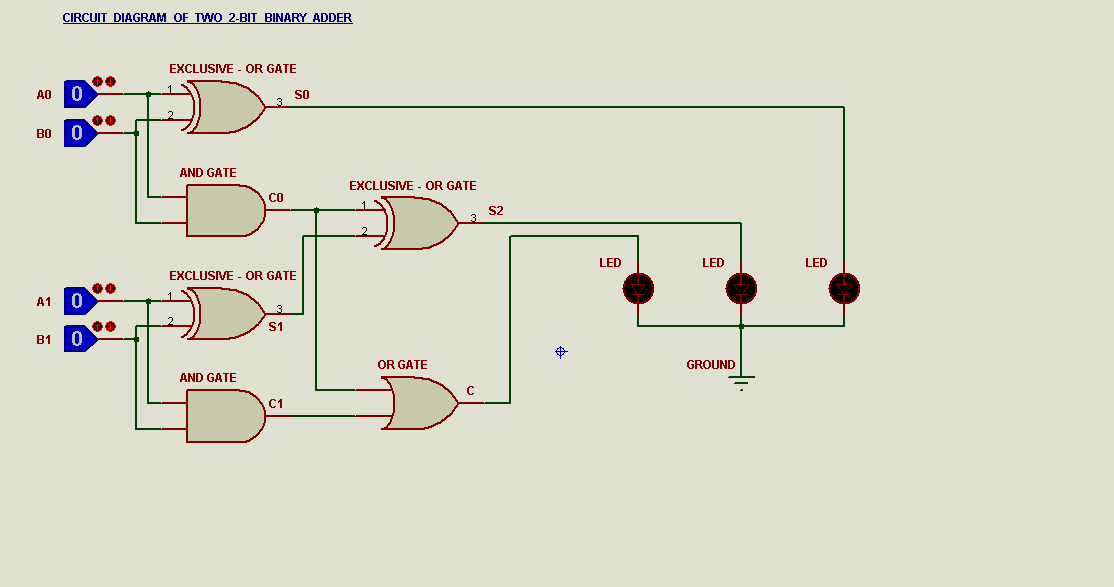 CIRCUIT DIAGRAM OF TWO 2-BIT BINARY ADDER
EXCLUSIVE - OR GATE
A0 0 1 3 S0
B0 0 2
AND GATE
C0
EXCLUSIVE - OR GATE
1 3 S2
2
EXCLUSIVE - OR GATE
A1 0 1 3
B1 0 2 S1
AND GATE
C1
OR GATE
C
LED LED LED
GROUND